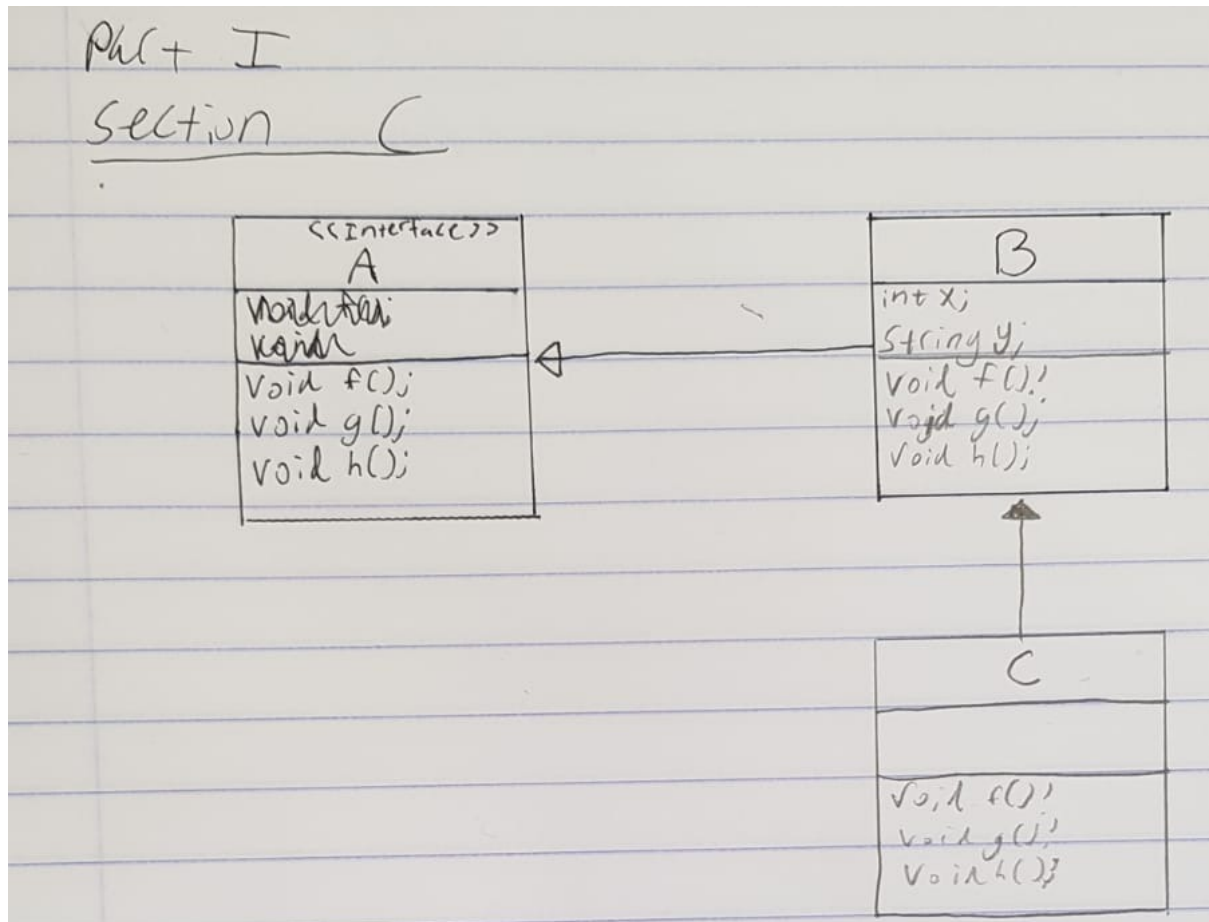 Part I
Section C
<<Interface>>
A
void f();
void g();
void h();
B
int x;
String y;
void f();
void g();
void h();
C
void f();
void g();
void h();